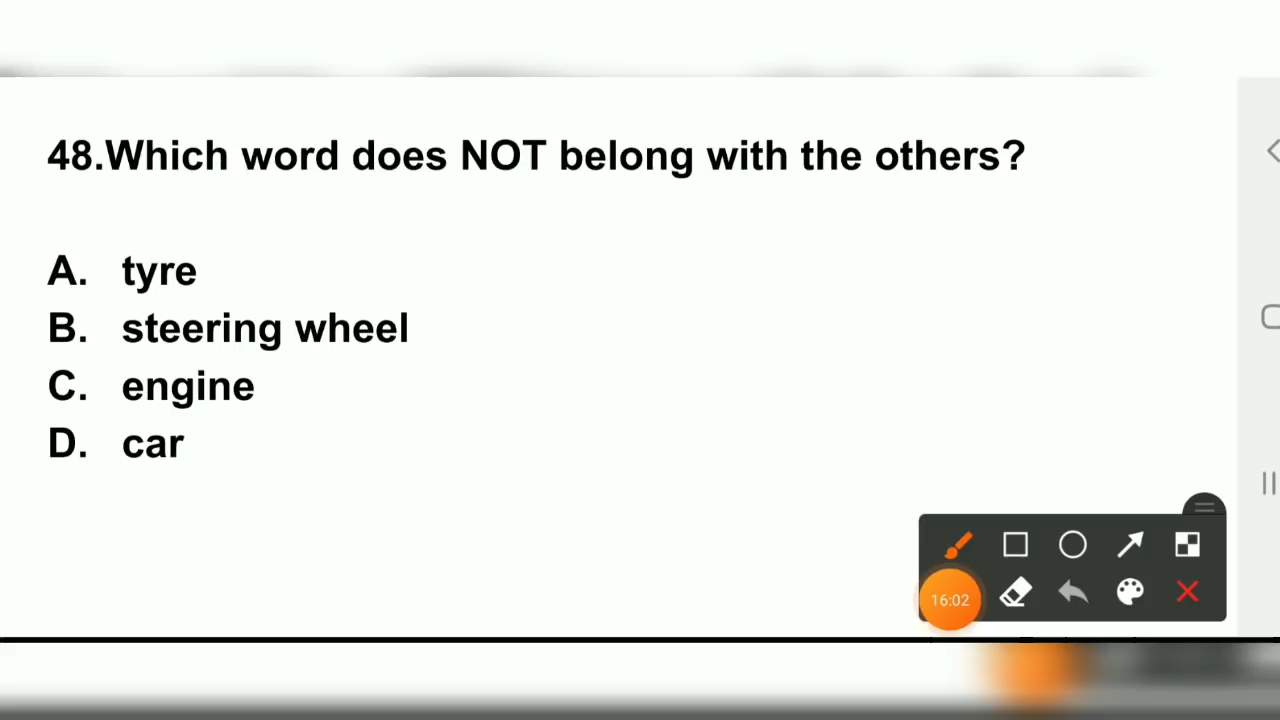 48.Which word does NOT belong with the others?
A. tyre
B. steering wheel
C. engine
D. car
16:02